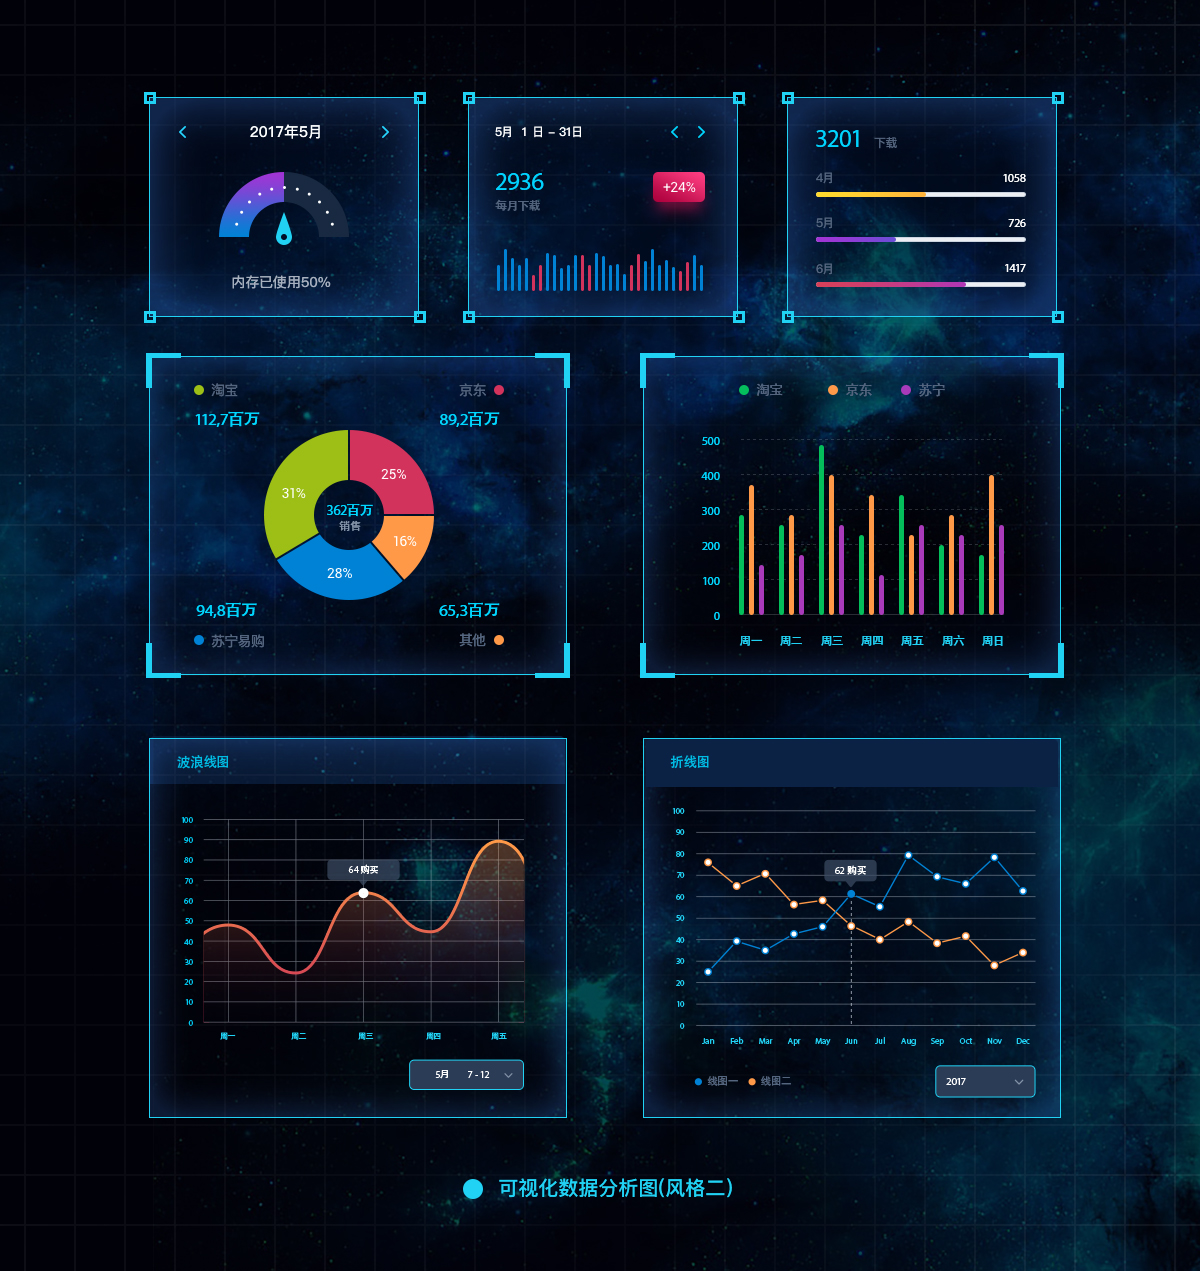 2017年5月
内存已使用50%
5月 1 日 – 31日
2936
每月下载
+24%
3201 下载
4月 1058
5月 726
6月 1417
淘宝 京东
112,7百万 89,2百万
31%
25%
362百万
销售
16%
28%
94,8百万 65,3百万
苏宁易购 其他
淘宝 京东 苏宁
500
400
300
200
100
0
周一 周二 周三 周四 周五 周六 周日
波浪线图
100
90
80
70
60
50
40
30
20
10
0
64 购买
周一 周二 周三 周四 周五
5月 7 - 12
折线图
100
90
80
70
60
50
40
30
20
10
0
62 购买
Jan Feb Mar Apr May Jun Jul Aug Sep Oct Nov Dec
线图一 线图二
2017
可视化数据分析图(风格二)